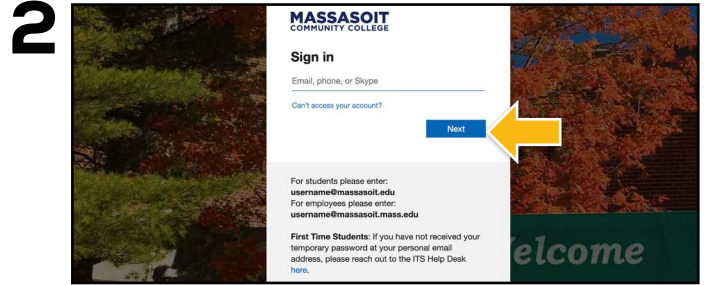 2
MASSASOIT
COMMUNITY COLLEGE
Sign in
Email, phone, or Skype
Can't access your account?
Next
For students please enter:
username@massasoit.edu
For employees please enter:
username@massasoit.mass.edu
First Time Students: If you have not received your
temporary password at your personal email
address, please reach out to the ITS Help Desk
here.
Welcome